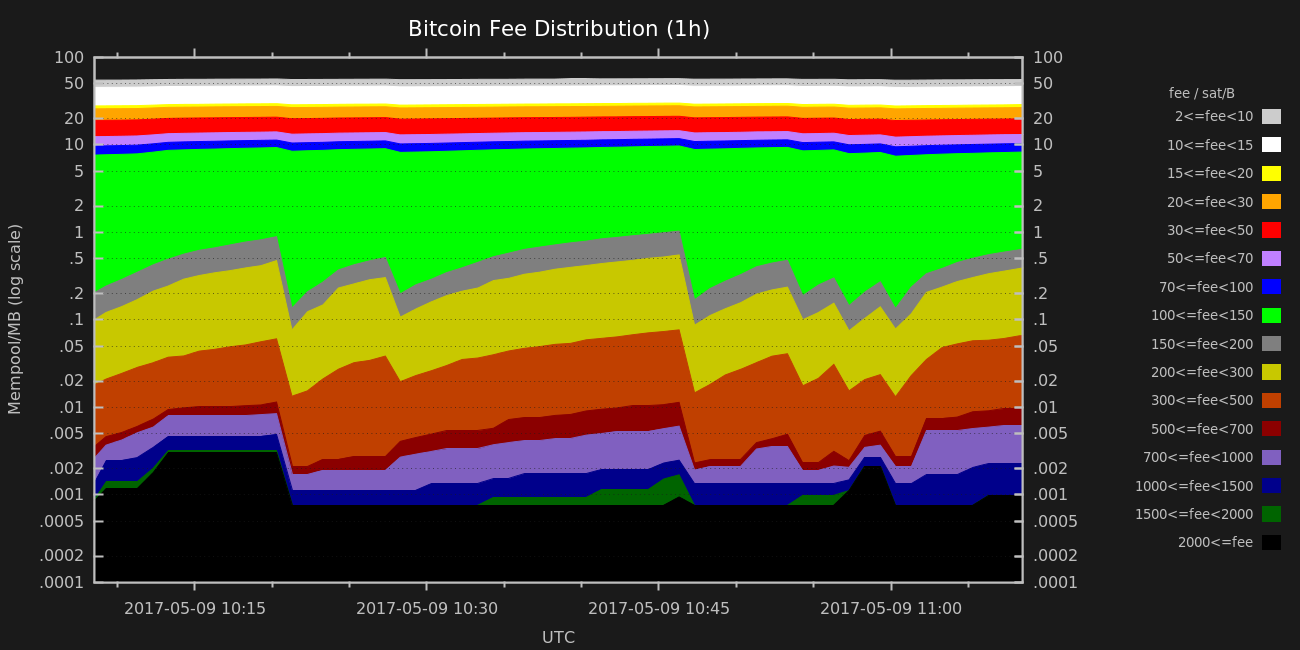 Bitcoin Fee Distribution (1h)
Mempool/MB (log scale)
100
50
20
10
5
2
1
.5
.2
.1
.05
.02
.01
.005
.002
.001
.0005
.0002
.0001
100
50
20
10
5
2
1
.5
.2
.1
.05
.02
.01
.005
.002
.001
.0005
.0002
.0001
2017-05-09 10:15
2017-05-09 10:30
2017-05-09 10:45
2017-05-09 11:00
UTC
fee / sat/B
2<=fee<10
10<=fee<15
15<=fee<20
20<=fee<30
30<=fee<50
50<=fee<70
70<=fee<100
100<=fee<150
150<=fee<200
200<=fee<300
300<=fee<500
500<=fee<700
700<=fee<1000
1000<=fee<1500
1500<=fee<2000
2000<=fee